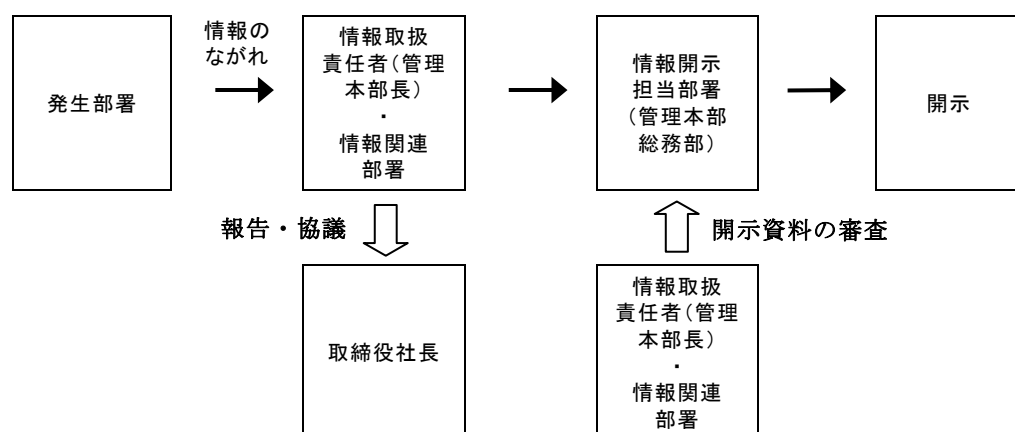 発生部署
情報の
ながれ
情報取扱
責任者(管理
本部長)
・
情報関連
部署
情報開示
担当部署
(管理本部
総務部)
開示
報告・協議
開示資料の審査
取締役社長
情報取扱
責任者(管理
本部長)
・
情報関連
部署